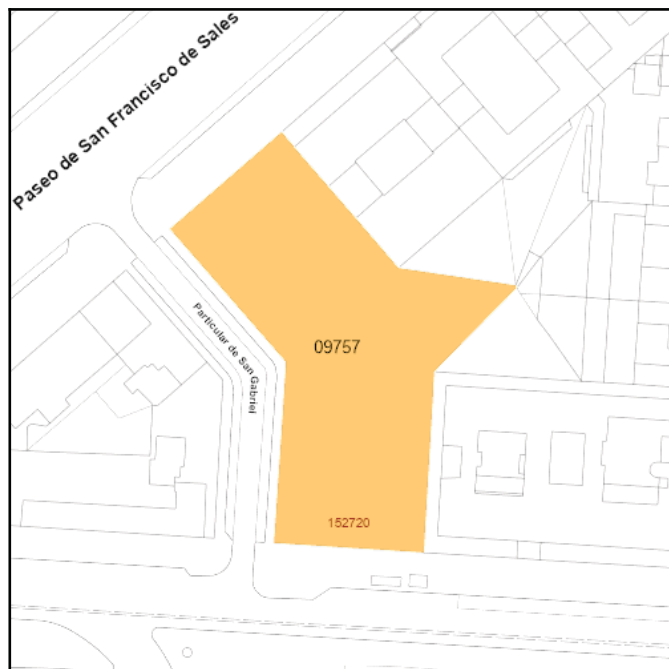 Paseo de San Francisco de Sales
Particular de San Gabriel
09757
152720